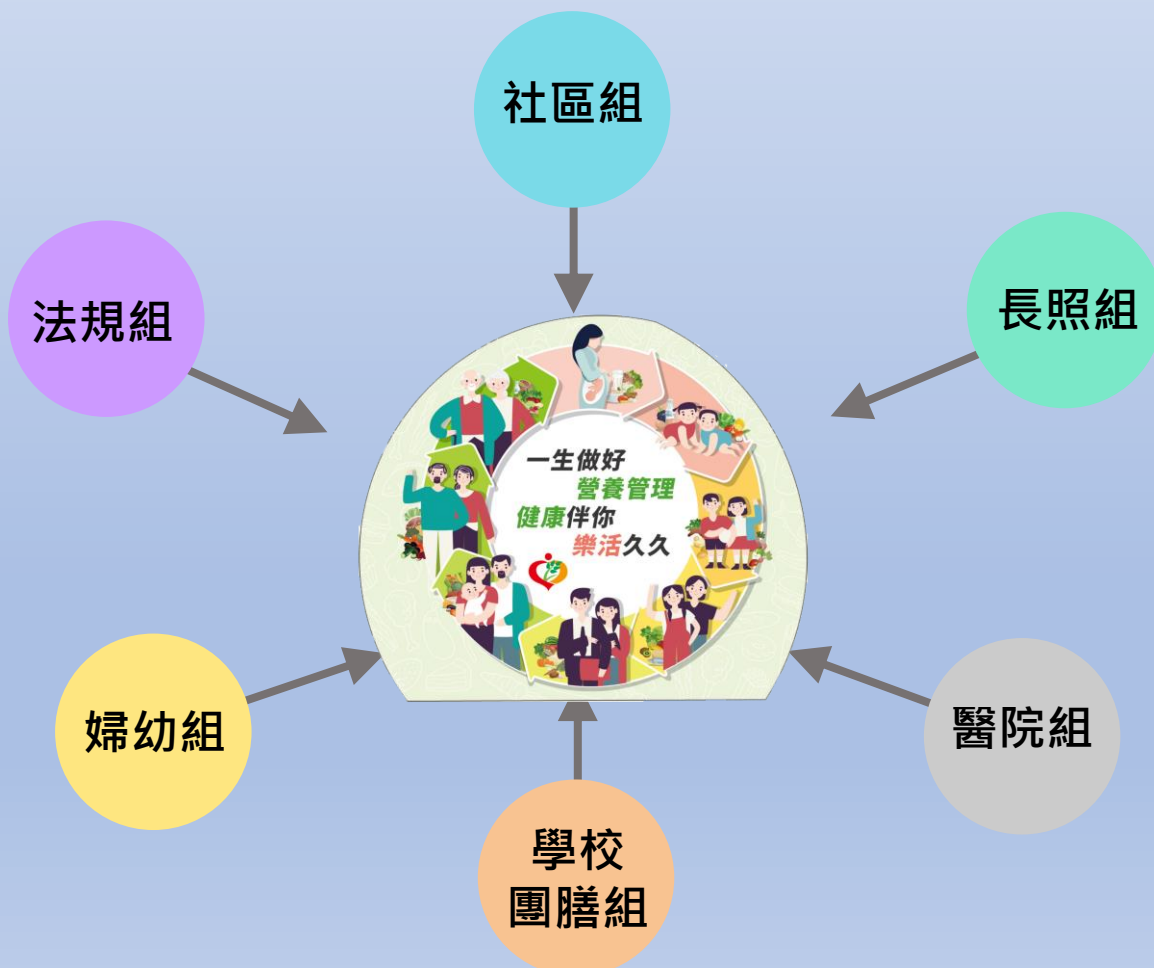 社區組
法規組
長照組
一生做好
營養管理
健康伴你
樂活久久
婦幼組
醫院組
學校
團膳組